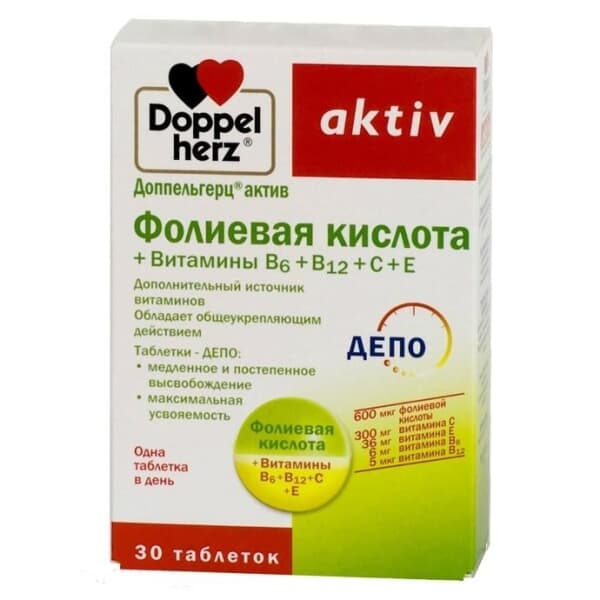 Doppel
herz®
aktiv
Доппельгерц® актив
Фолиевая кислота
+ Витамины B6 + B12 + C + E
Дополнительный источник
витаминов
Обладает общеукрепляющим
действием
Таблетки - ДЕПО:
• медленное и постепенное
высвобождение
• максимальная
усвояемость
ДЕПО
600 мкг фолиевой
кислоты
300 мг витамина C
36 мг витамина E
6 мг витамина B6
5 мкг витамина B12
Фолиевая
кислота
+ Витамины
B6+B12+C
+E
Одна
таблетка
в день
30 таблеток